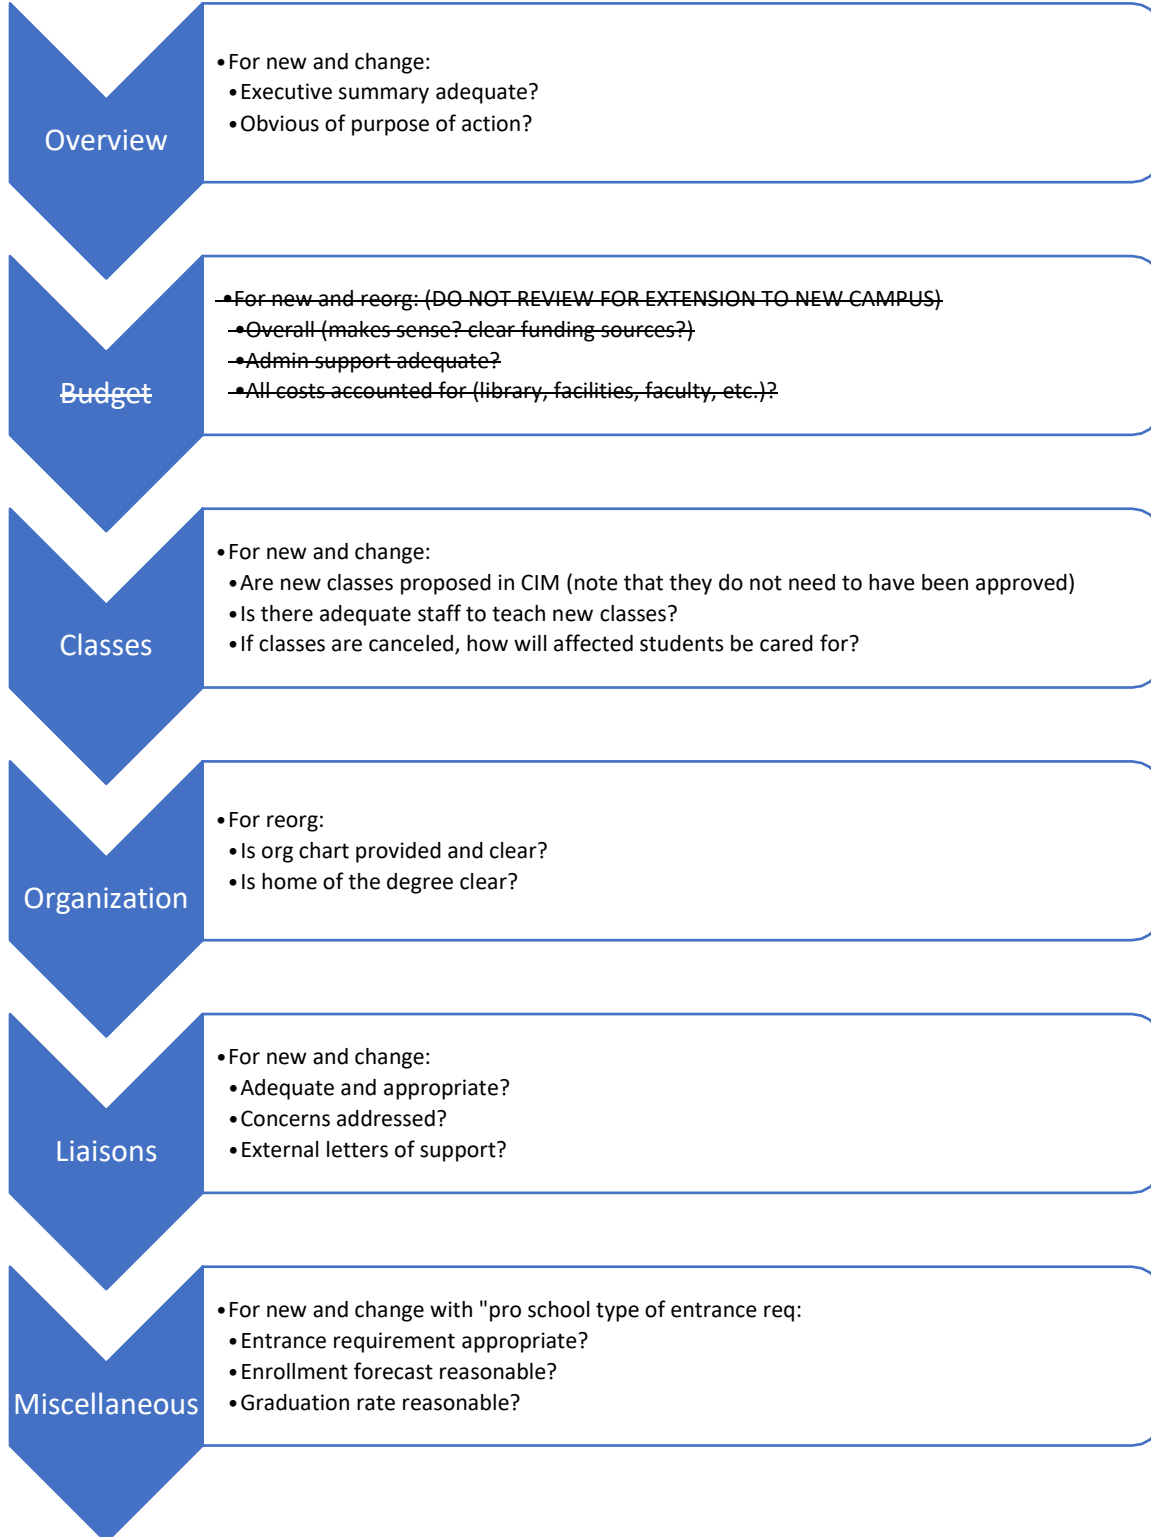 Overview
•For new and change:
•Executive summary adequate?
•Obvious of purpose of action?
Budget
•For new and reorg: (DO NOT REVIEW FOR EXTENSION TO NEW CAMPUS)
•Overall (makes sense? clear funding sources?)
•Admin support adequate?
•All costs accounted for (library, facilities, faculty, etc.)?
Classes
•For new and change:
•Are new classes proposed in CIM (note that they do not need to have been approved)
•Is there adequate staff to teach new classes?
•If classes are canceled, how will affected students be cared for?
Organization
•For reorg:
•Is org chart provided and clear?
•Is home of the degree clear?
Liaisons
•For new and change:
•Adequate and appropriate?
•Concerns addressed?
•External letters of support?
Miscellaneous
•For new and change with "pro school type of entrance req:
•Entrance requirement appropriate?
•Enrollment forecast reasonable?
•Graduation rate reasonable?